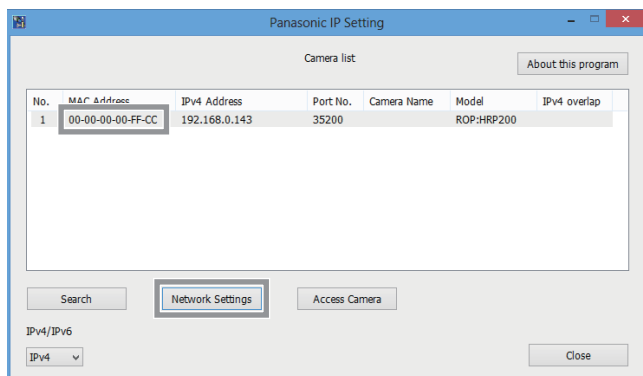 Panasonic IP Setting
Camera list
About this program
No. MAC Address IPv4 Address Port No. Camera Name Model IPv4 overlap
1 00-00-00-00-FF-CC 192.168.0.143 35200 ROP:HRP200
Search Network Settings Access Camera
IPv4/IPv6
IPv4 Close